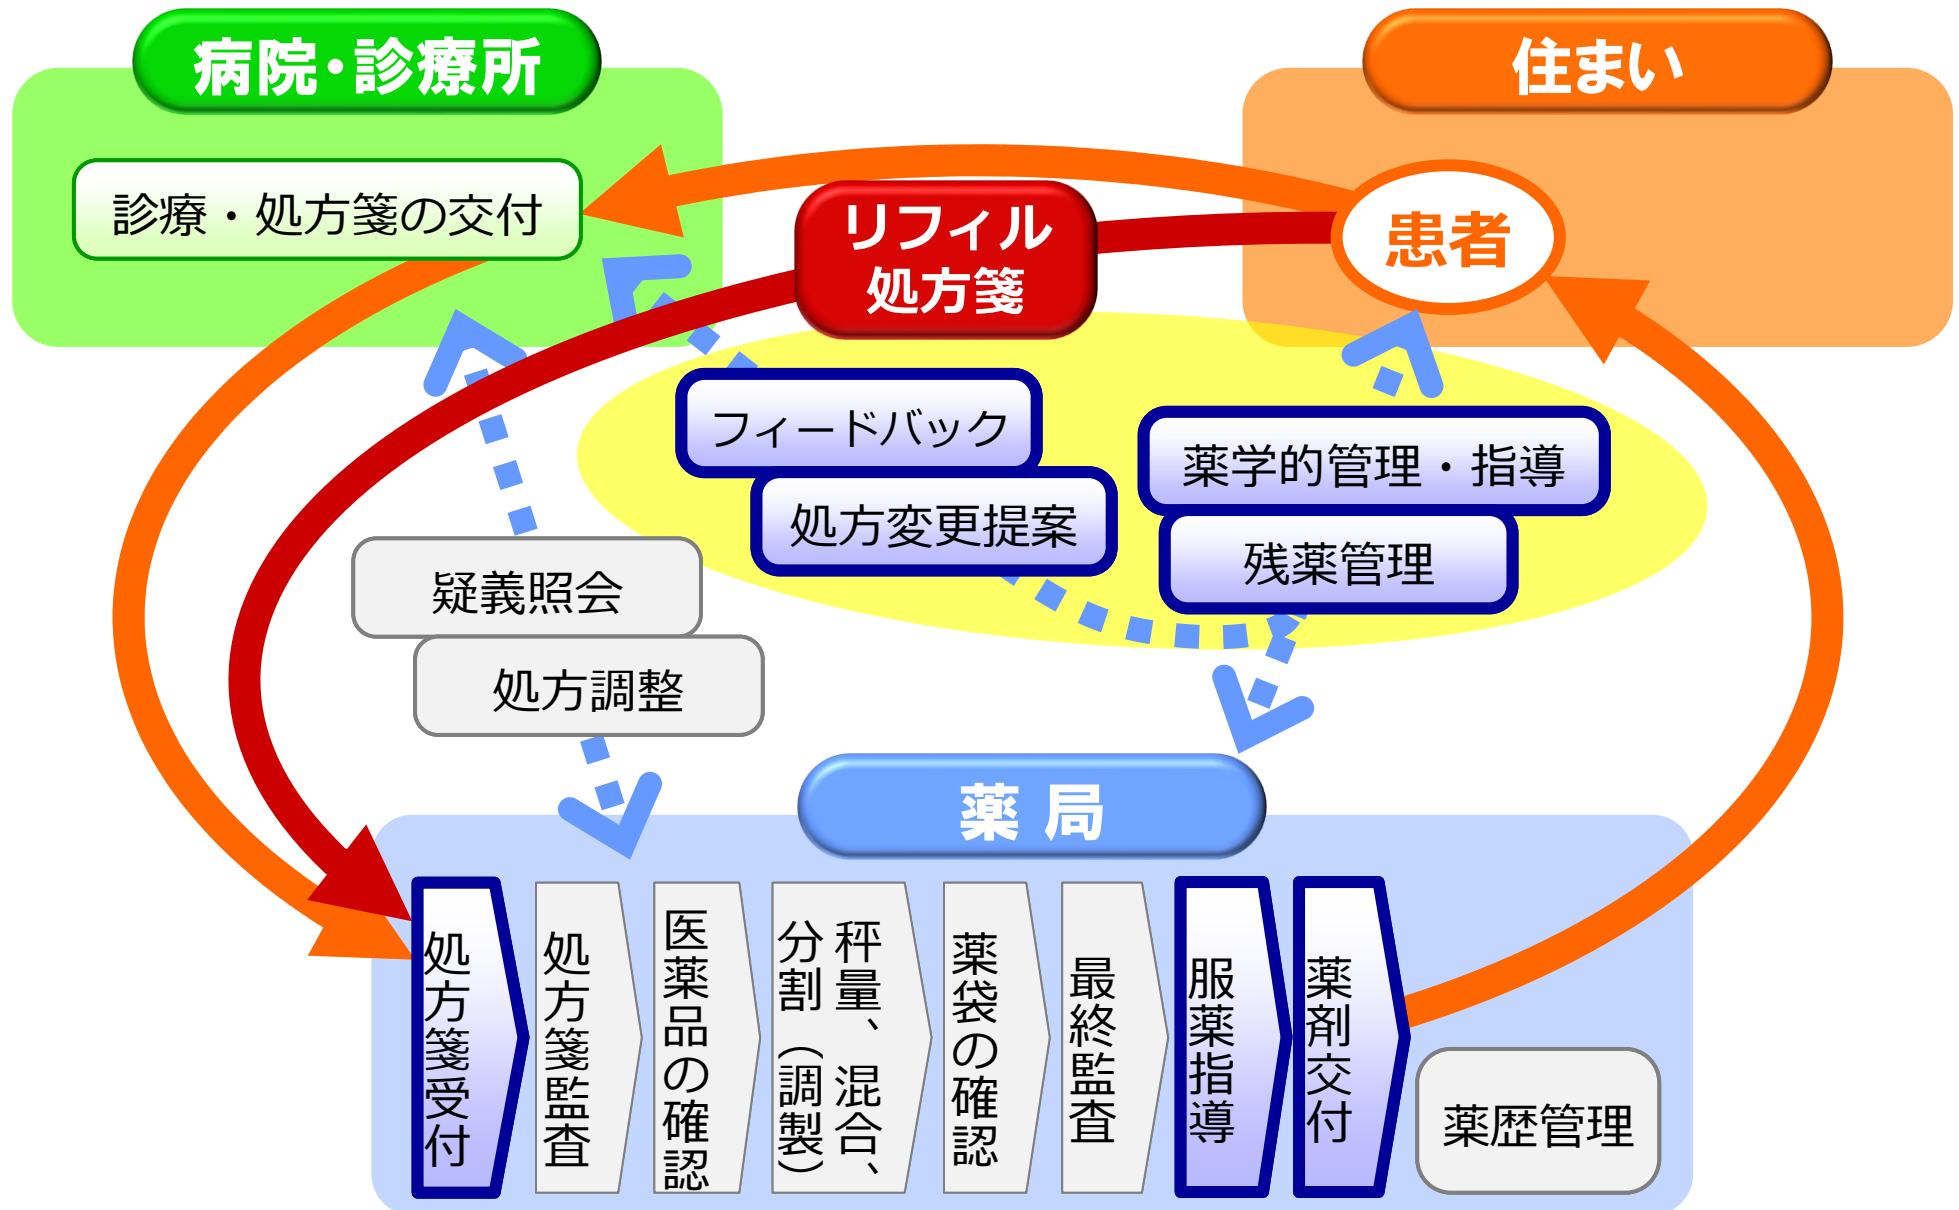 病院・診療所
住まい
診療・処方箋の交付
リフィル
処方箋
患者
フィードバック
処方変更提案
薬学的管理・指導
残薬管理
疑義照会
処方調整
薬 局
処方箋受付
処方箋監査
医薬品の確認
秤量、混合、
分割（調製）
薬袋の確認
最終監査
服薬指導
薬剤交付
薬歴管理